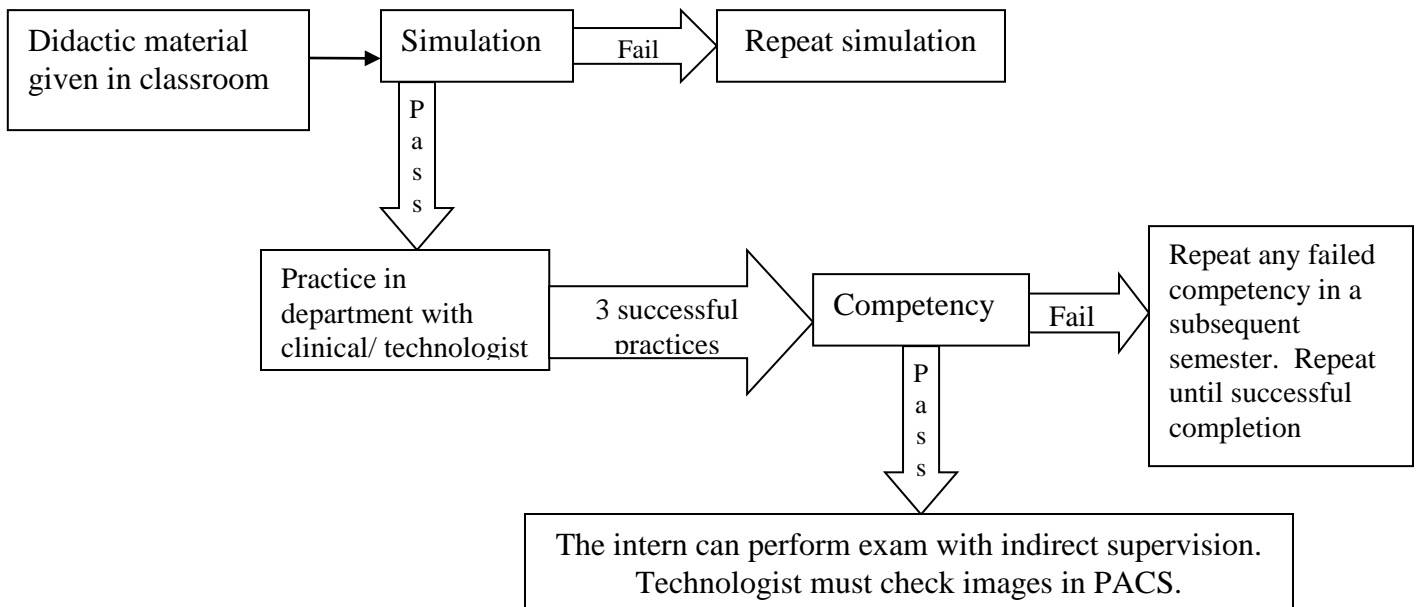 Didactic material
given in classroom
Simulation
Fail
Repeat simulation
Pass
Practice in
department with
clinical/ technologist
3 successful
practices
Competency
Fail
Repeat any failed
competency in a
subsequent
semester.  Repeat
until successful
completion
Pass
The intern can perform exam with indirect supervision.
Technologist must check images in PACS.